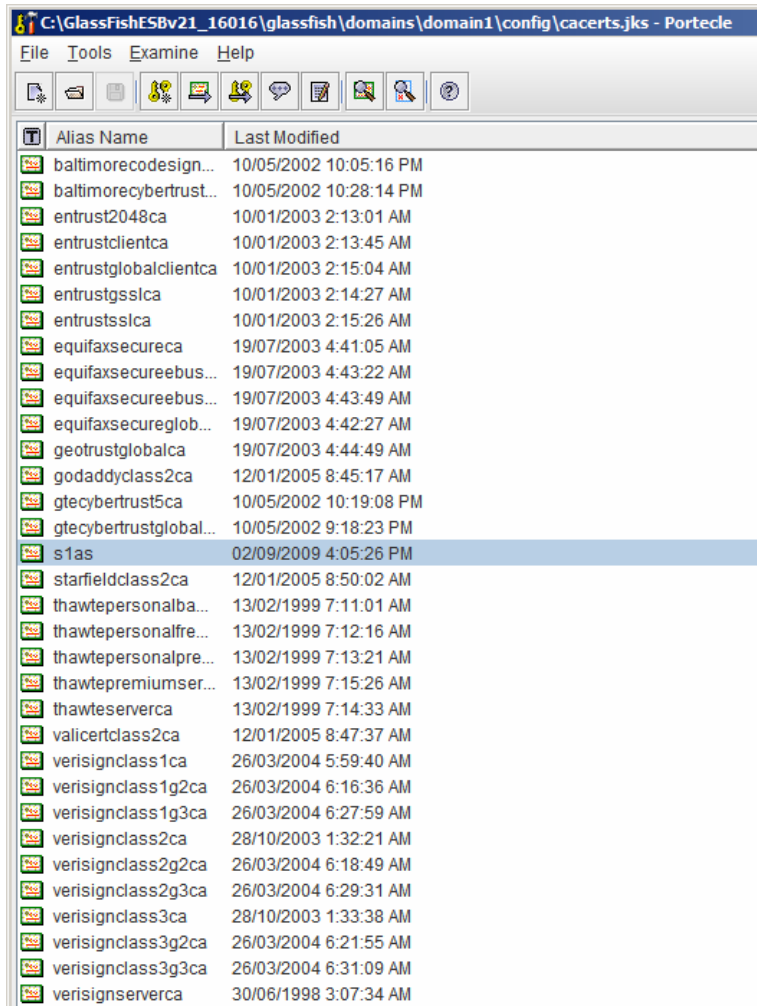 C:\GlassFishESBv21_16016\glassfish\domains\domain1\config\cacerts.jks - Portecle
File Tools Examine Help
T Alias Name Last Modified
baltimorecodesign... 10/05/2002 10:05:16 PM
baltimorecybertrust... 10/05/2002 10:28:14 PM
entrust2048ca 10/01/2003 2:13:01 AM
entrustclientca 10/01/2003 2:13:45 AM
entrustglobalclientca 10/01/2003 2:15:04 AM
entrustgsslca 10/01/2003 2:14:27 AM
entrustsslca 10/01/2003 2:15:26 AM
equifaxsecureca 19/07/2003 4:41:05 AM
equifaxsecureebus... 19/07/2003 4:43:22 AM
equifaxsecureebus... 19/07/2003 4:43:49 AM
equifaxsecureglob... 19/07/2003 4:42:27 AM
geotrustglobalca 19/07/2003 4:44:49 AM
godaddyclass2ca 12/01/2005 8:45:17 AM
gtecybertrust5ca 10/05/2002 10:19:08 PM
gtecybertrustglobal... 10/05/2002 9:18:23 PM
s1as 02/09/2009 4:05:26 PM
starfieldclass2ca 12/01/2005 8:50:02 AM
thawtepersonalba... 13/02/1999 7:11:01 AM
thawtepersonalfre... 13/02/1999 7:12:16 AM
thawtepersonalpre... 13/02/1999 7:13:21 AM
thawtepremiumser... 13/02/1999 7:15:26 AM
thawteserverca 13/02/1999 7:14:33 AM
valicertclass2ca 12/01/2005 8:47:37 AM
verisignclass1ca 26/03/2004 5:59:40 AM
verisignclass1g2ca 26/03/2004 6:16:36 AM
verisignclass1g3ca 26/03/2004 6:27:59 AM
verisignclass2ca 28/10/2003 1:32:21 AM
verisignclass2g2ca 26/03/2004 6:18:49 AM
verisignclass2g3ca 26/03/2004 6:29:31 AM
verisignclass3ca 28/10/2003 1:33:38 AM
verisignclass3g2ca 26/03/2004 6:21:55 AM
verisignclass3g3ca 26/03/2004 6:31:09 AM
verisignserverca 30/06/1998 3:07:34 AM